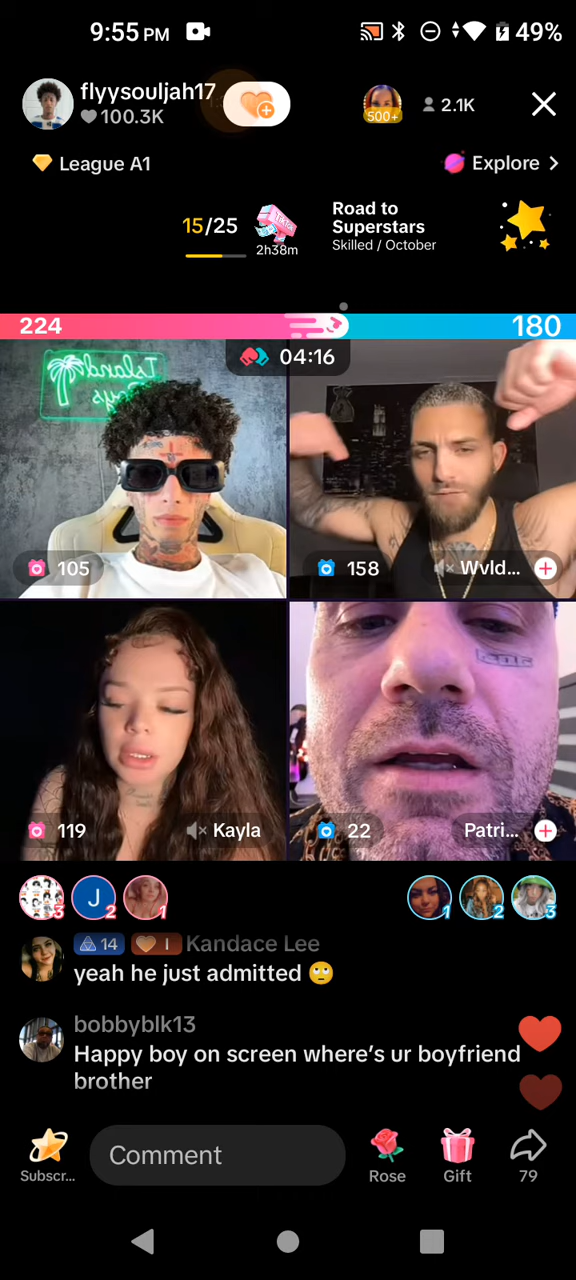 9:55 PM
49%
flyysouljah17
100.3K
500+
2.1K
League A1
Explore >
15/25
TikTok
2h38m
Road to
Superstars
Skilled / October
224
180
04:16
Island
Boys
105
158
Wvld...
119
Kayla
22
Patri...
3
J 2
1
1
2
3
14
I
Kandace Lee
yeah he just admitted 🙄
bobbyblk13
Happy boy on screen where's ur boyfriend
brother
Subscr...
Comment
Rose
Gift
79